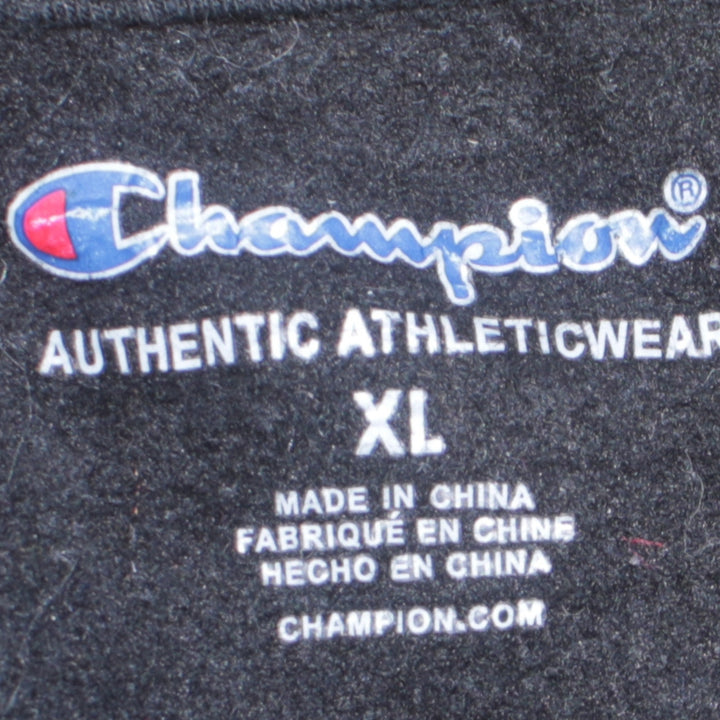 Champion®
AUTHENTIC ATHLETICWEAR
XL
MADE IN CHINA
FABRIQUÉ EN CHINE
HECHO EN CHINA
CHAMPION.COM